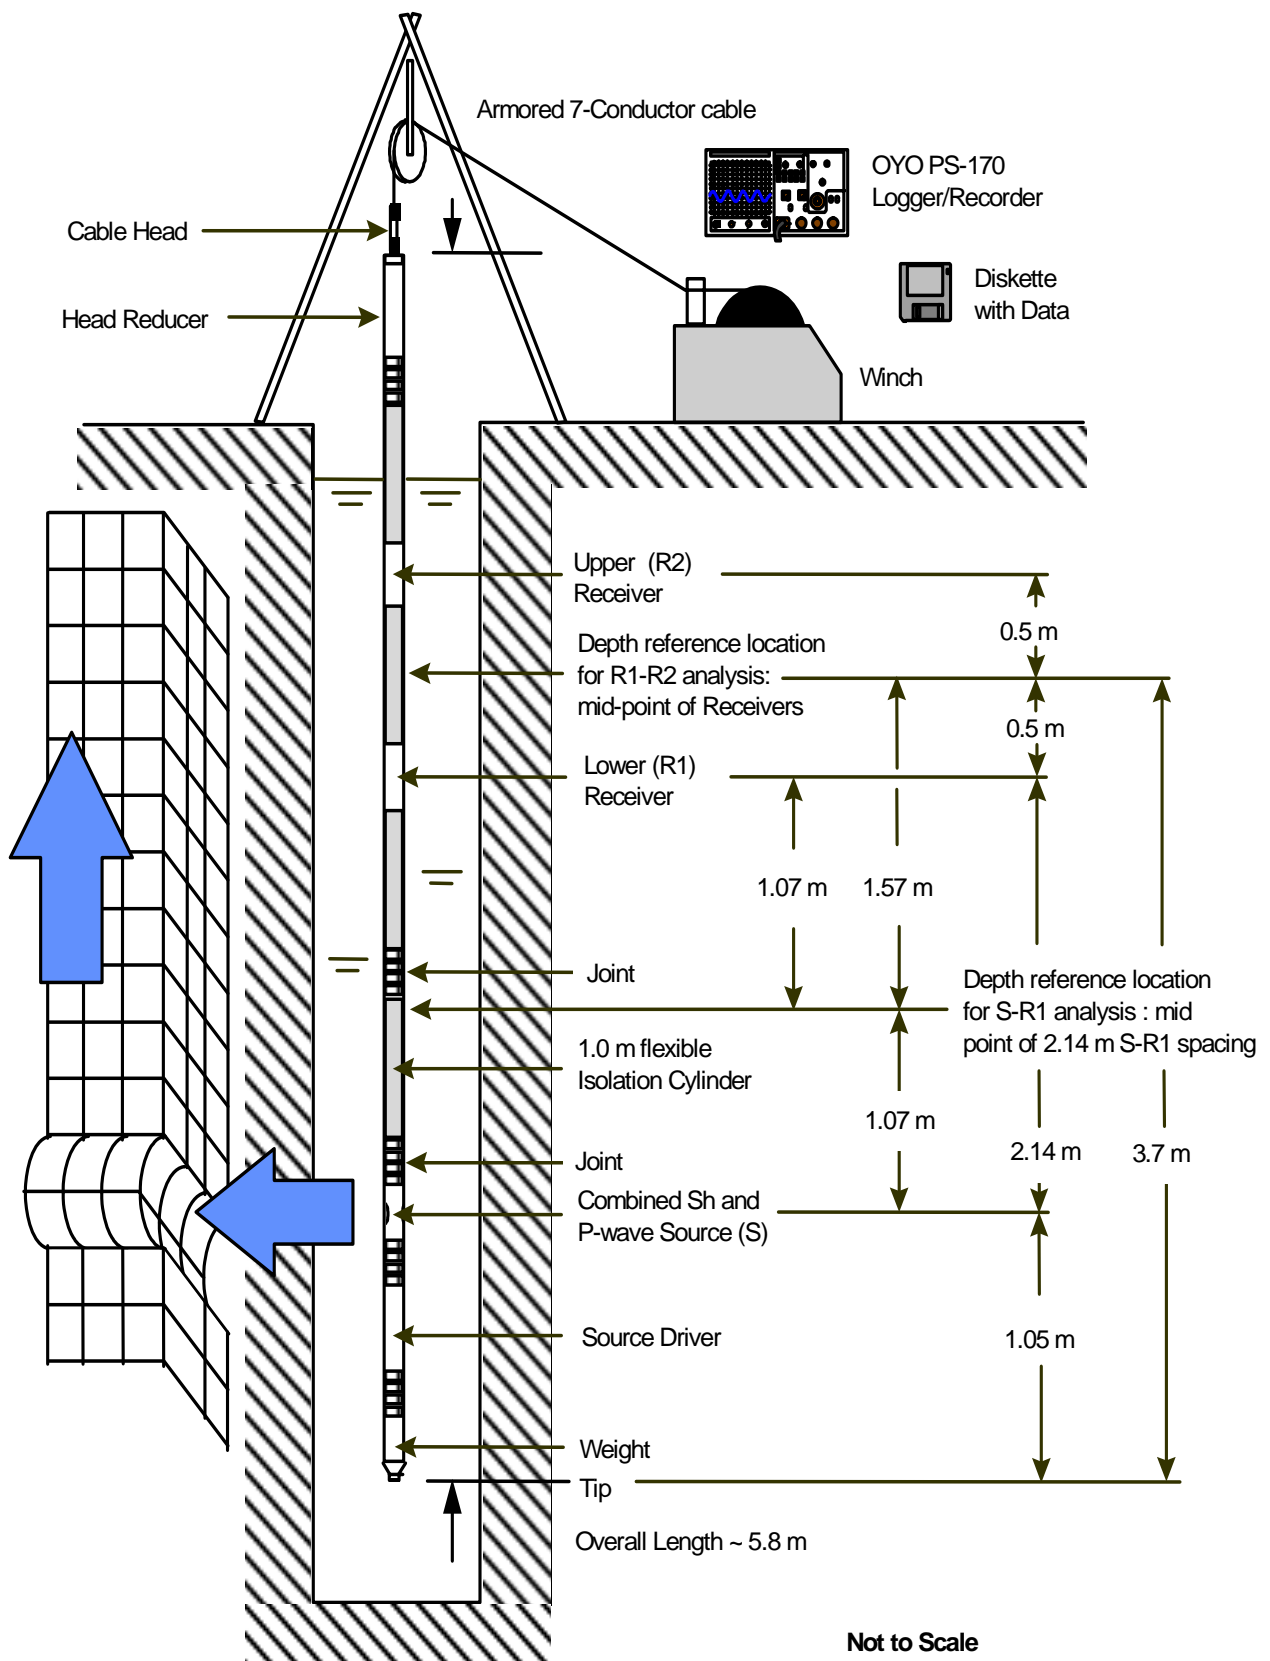 Armored 7-Conductor cable
OYO PS-170
Logger/Recorder
Cable Head
Diskette
with Data
Head Reducer
Winch
Upper (R2)
Receiver
0.5 m
Depth reference location
for R1-R2 analysis:
mid-point of Receivers
0.5 m
Lower (R1)
Receiver
1.07 m
1.57 m
Joint
Depth reference location
for S-R1 analysis : mid
point of 2.14 m S-R1 spacing
1.0 m flexible
Isolation Cylinder
1.07 m
2.14 m
3.7 m
Joint
Combined Sh and
P-wave Source (S)
Source Driver
1.05 m
Weight
Tip
Overall Length ~ 5.8 m
Not to Scale